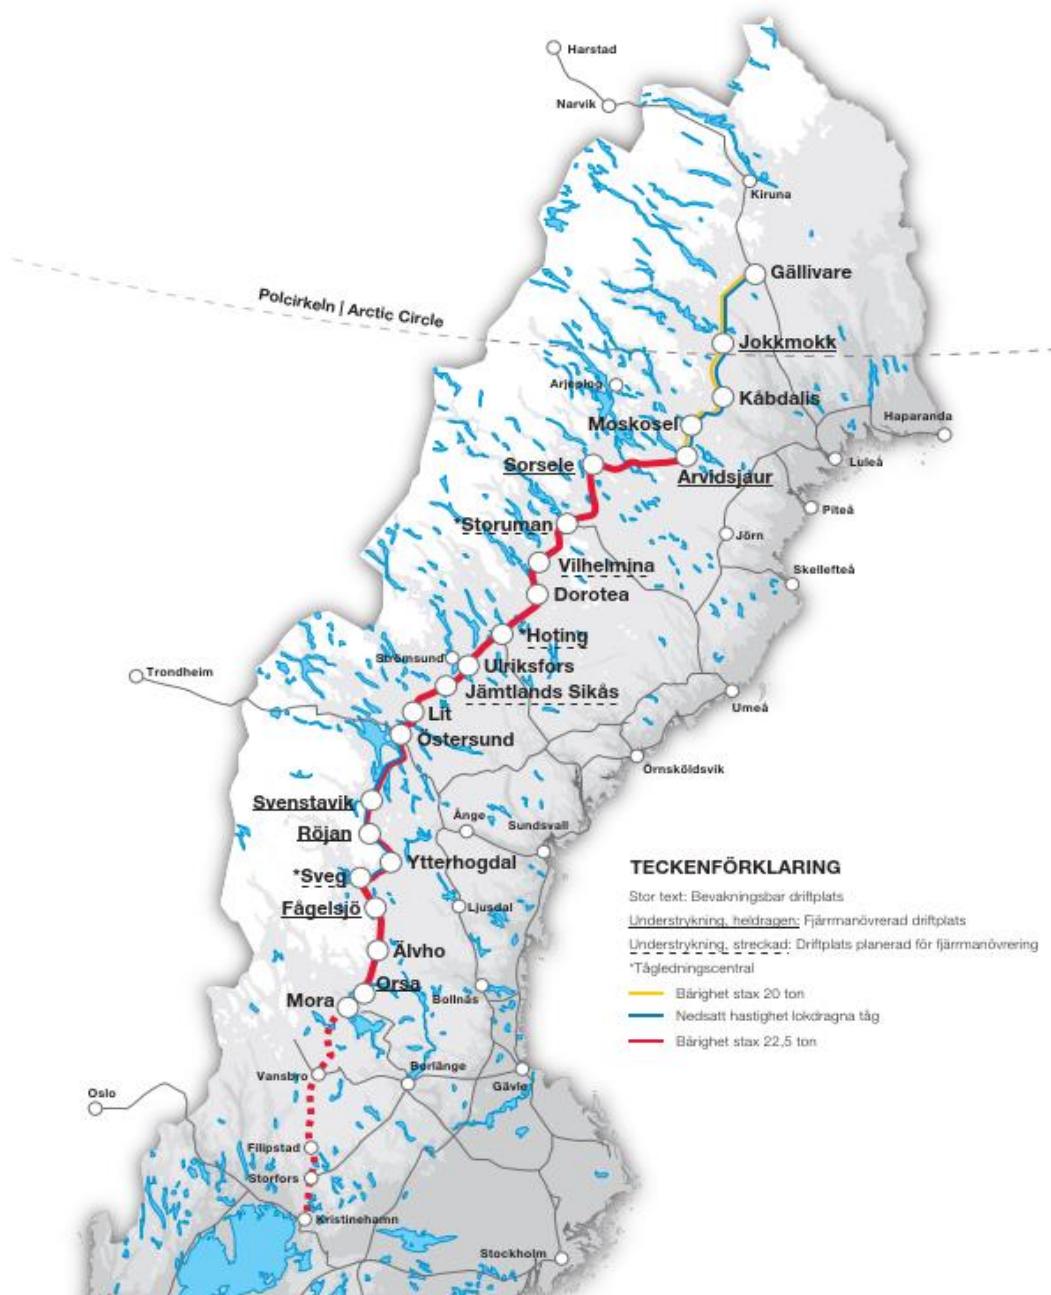 Harstad
Narvik
Kiruna
Gällivare
Polcirkeln | Arctic Circle
Jokkmokk
Arjeplog
Kåbdalis
Haparanda
Moskosel
Luleå
Sorsele
Arvidsjaur
Piteå
*Storuman
Jörn
Vilhelmina
Skellefteå
Dorotea
*Hoting
Strömsund
Ulriksfors
Trondheim
Jämtlands Sikås
Umeå
Lit
Östersund
Örnsköldsvik
Svenstavik
Ånge
Sundsvall
Röjan
Ytterhogdal
*Sveg
Fågelsjö
Ljusdal
Älvho
Orsa
Mora
Bollnäs
Vansbro
Borlänge
Gävle
Oslo
Filipstad
Storfors
Kristinehamn
Stockholm
TECKENFÖRKLARING
Stor text: Bevakningsbar driftplats
Understrykning, heldragen: Fjärrmanövrerad driftplats
Understrykning, streckad: Driftplats planerad för fjärrmanövrering
*Tågledningscentral
Bärighet stax 20 ton
Nedsatt hastighet lokdragna tåg
Bärighet stax 22,5 ton